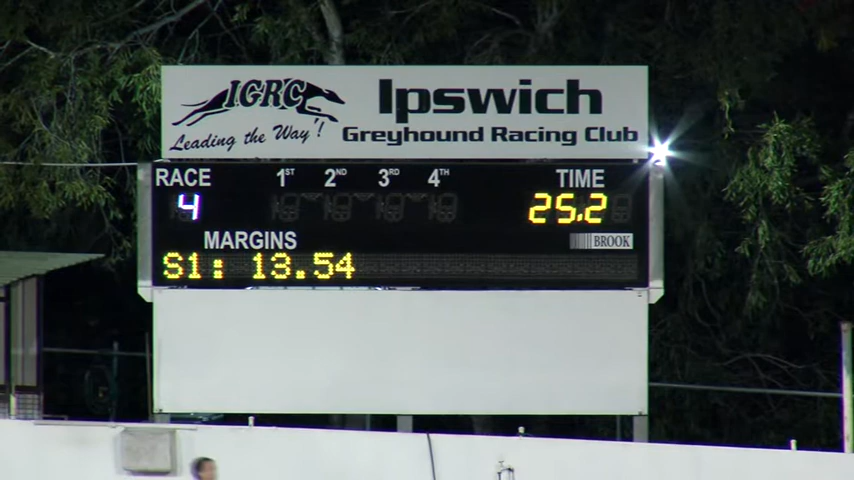 IGRC
Leading the Way'!
Ipswich
Greyhound Racing Club
RACE 1ST 2ND 3RD 4TH TIME
4 25.2
MARGINS BROOK
S1: 13.54